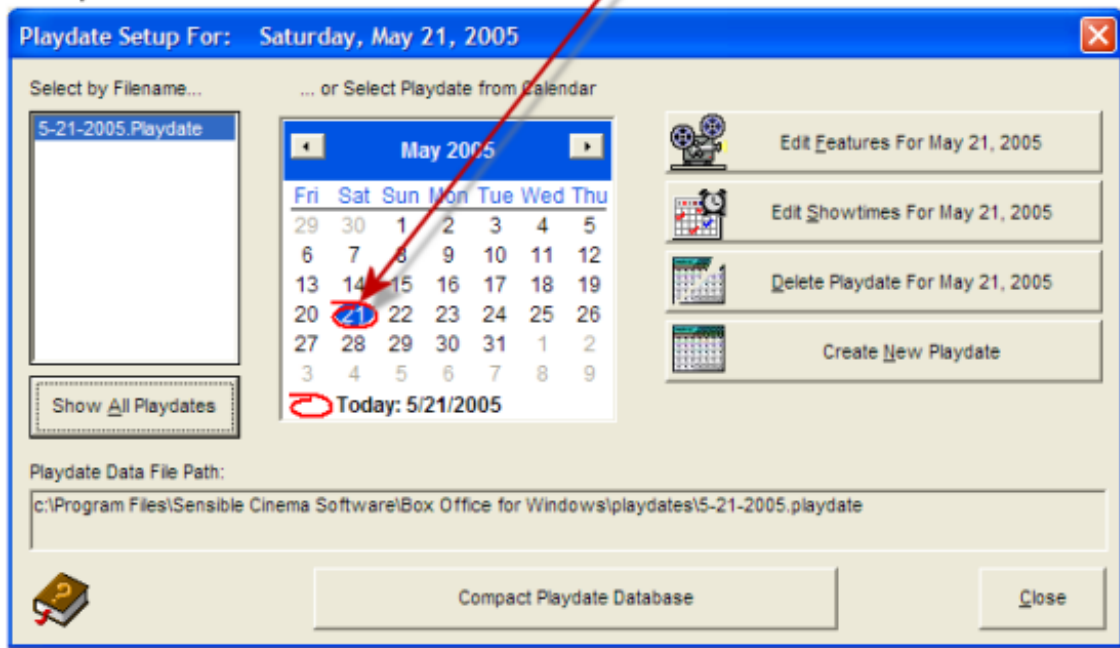 Playdate Setup For: Saturday, May 21, 2005
Select by Filename...
... or Select Playdate from Calendar
5-21-2005.Playdate
May 2005
Fri Sat Sun Mon Tue Wed Thu
29 30 1 2 3 4 5
6 7 8 9 10 11 12
13 14 15 16 17 18 19
20 21 22 23 24 25 26
27 28 29 30 31 1 2
3 4 5 6 7 8 9
Today: 5/21/2005
Edit Features For May 21, 2005
Edit Showtimes For May 21, 2005
Delete Playdate For May 21, 2005
Create New Playdate
Show All Playdates
Playdate Data File Path:
c:\Program Files\Sensible Cinema Software\Box Office for Windows\playdates\5-21-2005.playdate
Compact Playdate Database
Close